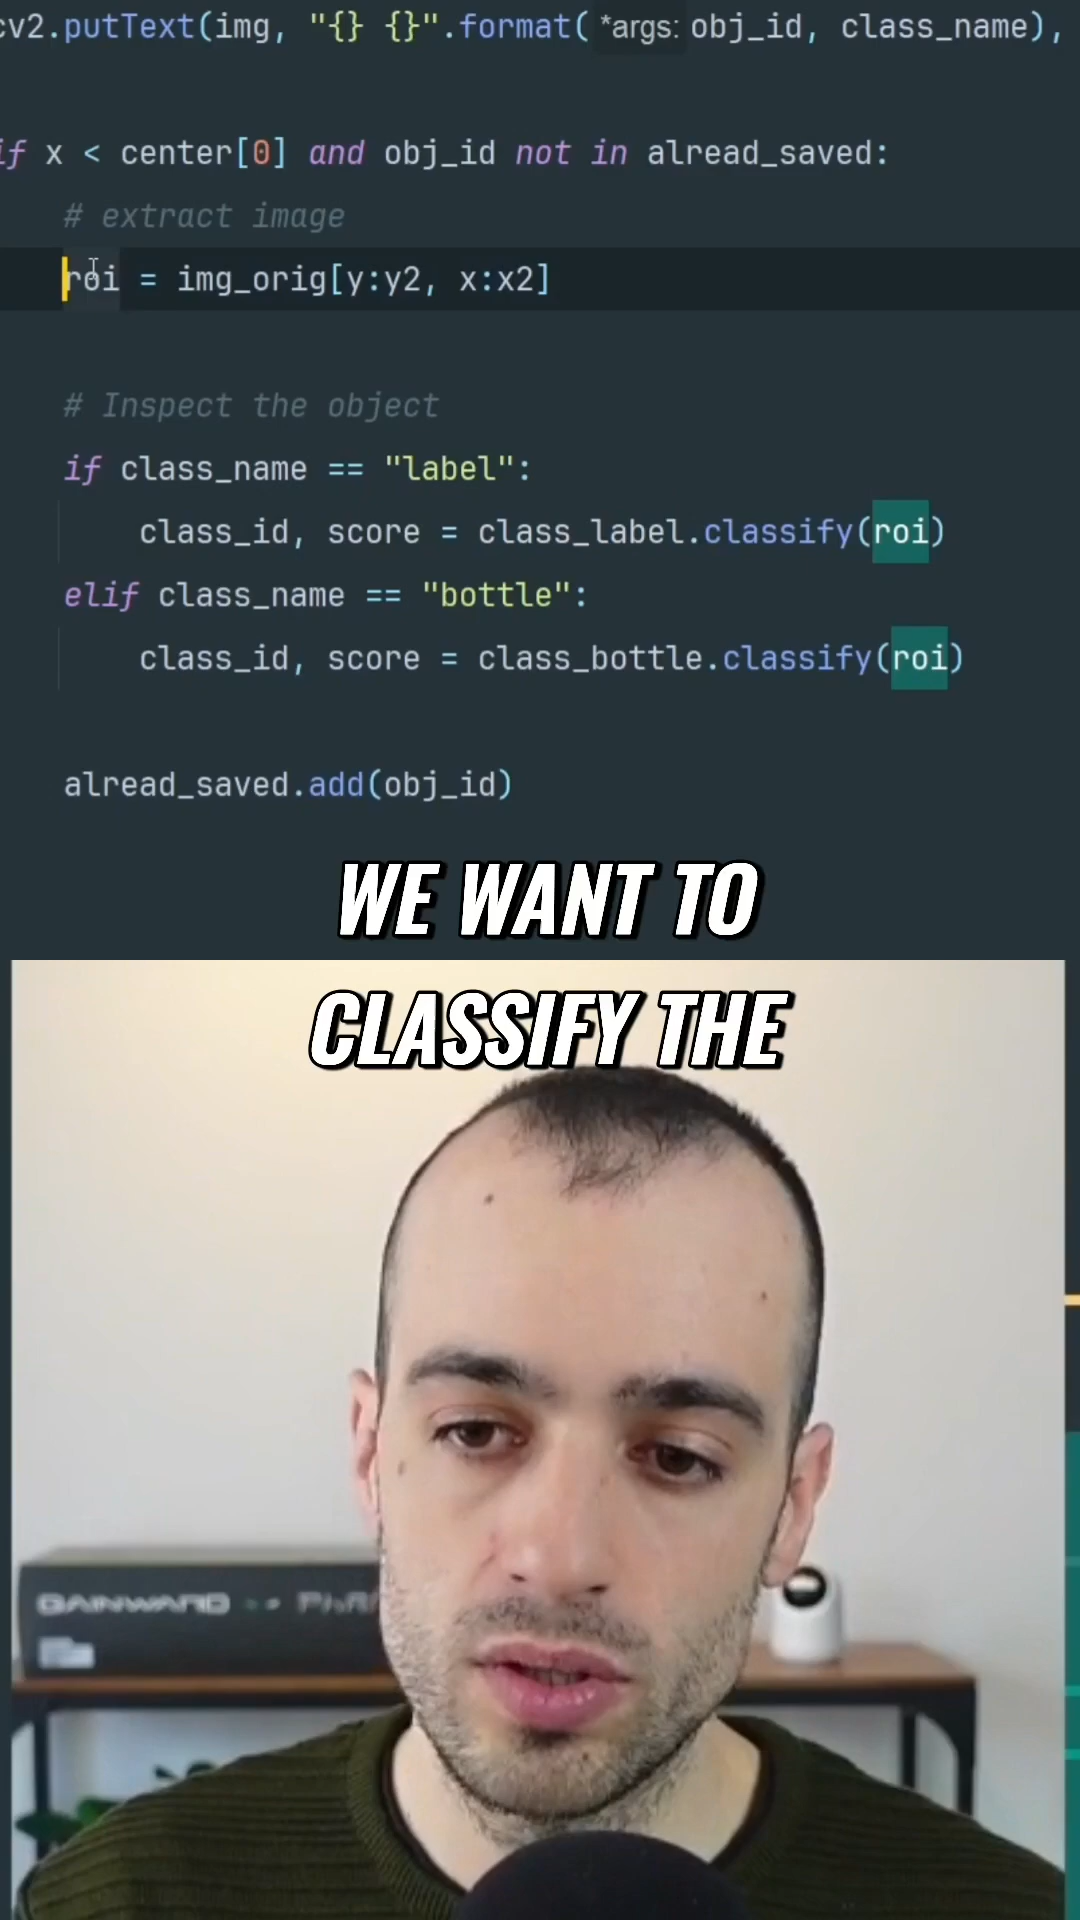 cv2.putText(img, "{} {}".format( *args: obj_id, class_name),
if x < center[0] and obj_id not in alread_saved:
# extract image
roi = img_orig[y:y2, x:x2]
# Inspect the object
if class_name == "label":
class_id, score = class_label.classify(roi)
elif class_name == "bottle":
class_id, score = class_bottle.classify(roi)
alread_saved.add(obj_id)
WE WANT TO
CLASSIFY THE
GAINWARD